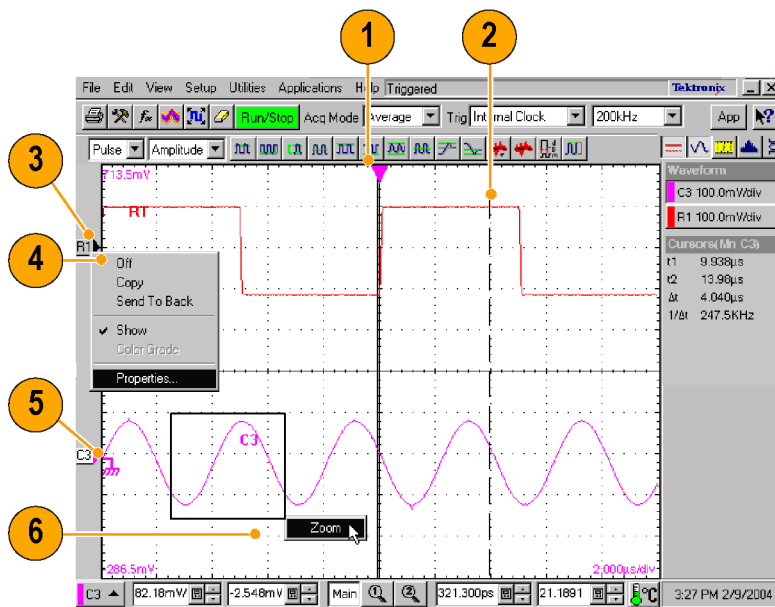 1
2
File Edit View Setup Utilities Applications Help Triggered Tektronix
Run/Stop Acq Mode Average Trig Internal Clock 200kHz App
Pulse Amplitude
3
713.5mV
Waveform
R1
C3 100.0mV/div
R1
R1 100.0mV/div
4
Off
Cursors(Mn C3)
t1 9.938µs
Copy
t2 13.98µs
Send To Back
Δt 4.040µs
1/Δt 247.5KHz
Show
Color Grade
Properties...
5
C3
C3
6
Zoom
-286.5mV
2.000µs/div
C3 82.18mV/ -2.548mV Main 1 2 321.300ps 21.1891 °C 3:27 PM 2/9/2004